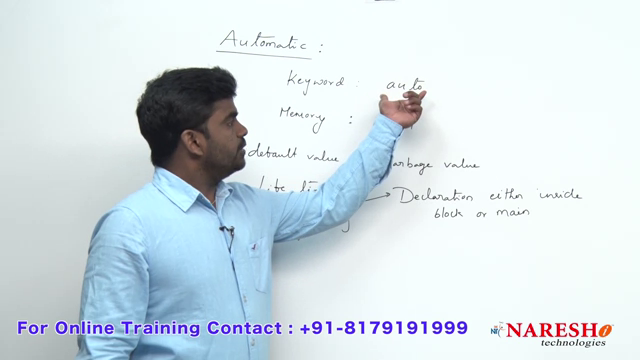 Automatic :
Keyword : auto
Memory :
default value
value
Declaration either inside
block or main
For Online Training Contact : +91-8179191999
NARESH i
technologies